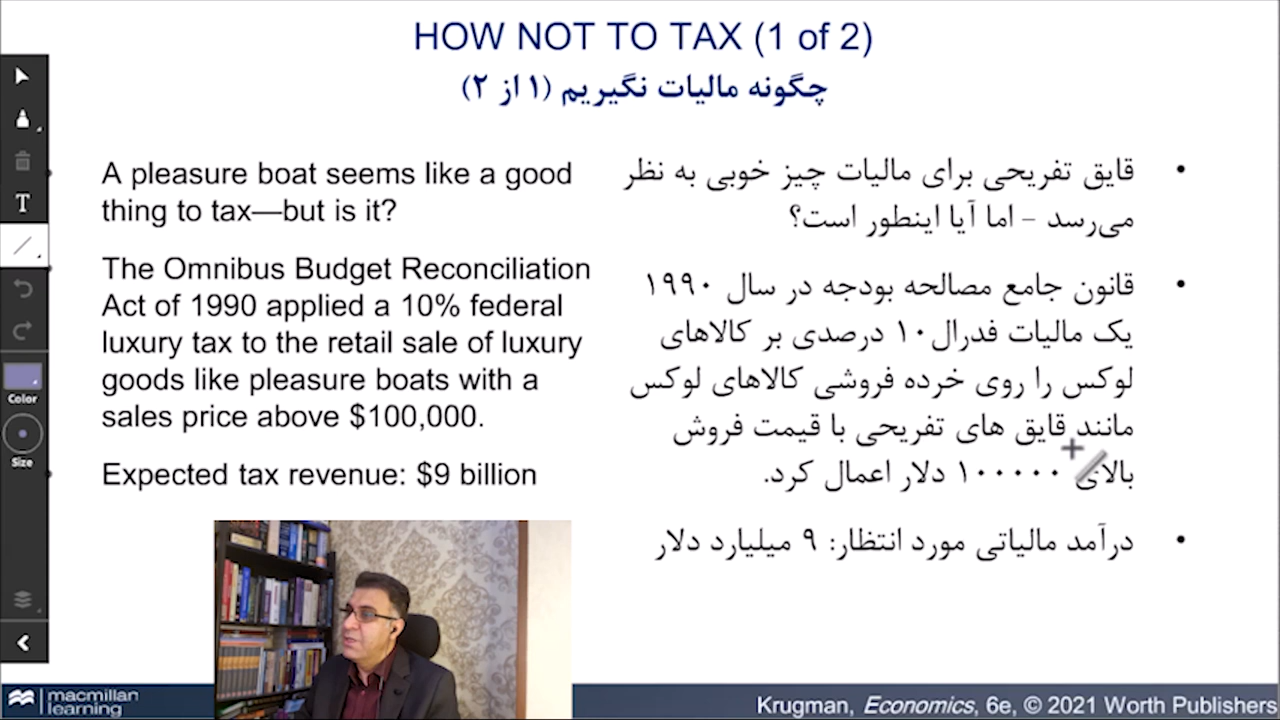 HOW NOT TO TAX (1 of 2)
چگونه مالیات نگیریم (۱ از ۲)
A pleasure boat seems like a good
thing to tax—but is it?
The Omnibus Budget Reconciliation
Act of 1990 applied a 10% federal
luxury tax to the retail sale of luxury
goods like pleasure boats with a
sales price above $100,000.
Expected tax revenue: $9 billion
• قایق تفریحی برای مالیات چیز خوبی به نظر
می‌رسد – اما آیا اینطور است؟
• قانون جامع مصالحه بودجه در سال ۱۹۹۰
یک مالیات فدرال۱۰ درصدی بر کالاهای
لوکس را روی خرده فروشی کالاهای لوکس
مانند قایق های تفریحی با قیمت فروش
بالای ۱۰۰۰۰۰ دلار اعمال کرد.
• درآمد مالیاتی مورد انتظار: ۹ میلیارد دلار
T
Color
Size
macmillan
learning
Krugman, Economics, 6e, © 2021 Worth Publishers